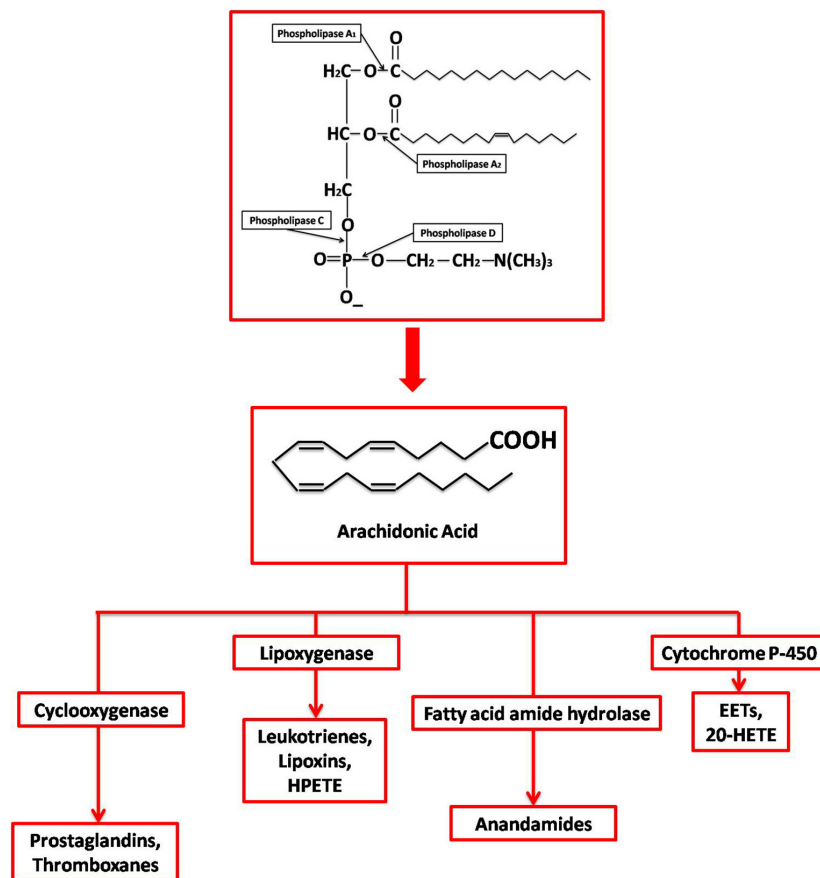 Phospholipase A₁
O
H₂C—O—C
O
HC—O—C
Phospholipase A₂
H₂C
Phospholipase C
O
Phospholipase D
O=P—O—CH₂—CH₂—N(CH₃)₃
O_
COOH
Arachidonic Acid
Lipoxygenase
Cytochrome P-450
Cyclooxygenase
Fatty acid amide hydrolase
EETs,
20-HETE
Leukotrienes,
Lipoxins,
HPETE
Anandamides
Prostaglandins,
Thromboxanes